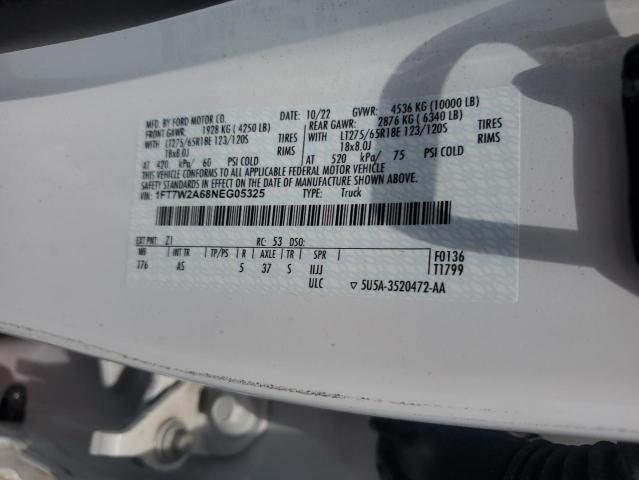 MFD. BY FORD MOTOR CO.
DATE: 10/22 GVWR: 4536 KG (10000 LB)
FRONT GAWR: 1928 KG ( 4250 LB) REAR GAWR: 2876 KG ( 6340 LB)
WITH LT275/65R18E 123/120S TIRES WITH LT275/65R18E 123/120S TIRES
18x8.0J RIMS 18x8.0J RIMS
AT 420 kPa/ 60 PSI COLD AT 520 kPa/ 75 PSI COLD
THIS VEHICLE CONFORMS TO ALL APPLICABLE FEDERAL MOTOR VEHICLE
SAFETY STANDARDS IN EFFECT ON THE DATE OF MANUFACTURE SHOWN ABOVE.
VIN: 1FT7W2A68NEG05325 TYPE: Truck
EXT PNT: Z1 RC: 53 DSO:
WB INT TR TP/PS R AXLE TR SPR F0136
176 AS 5 37 S IIJJ T1799
ULC ▽ 5U5A-3520472-AA